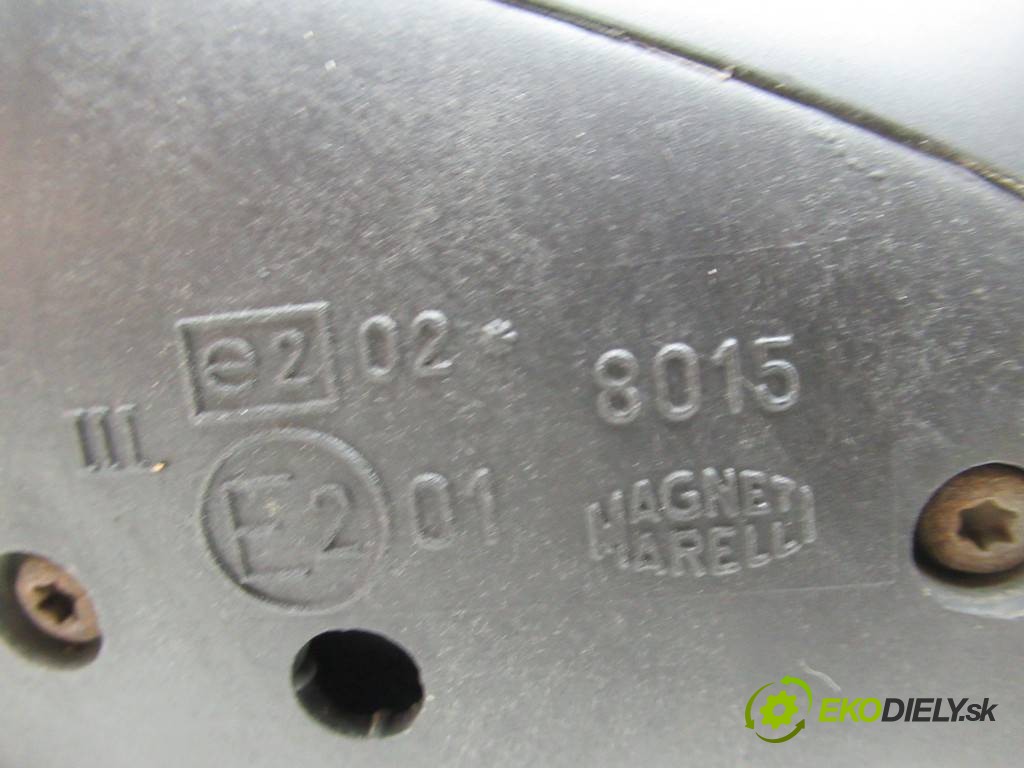 e2 02* 8015
III
E2 01
MAGNETI
MARELLI
EKODIELY.sk